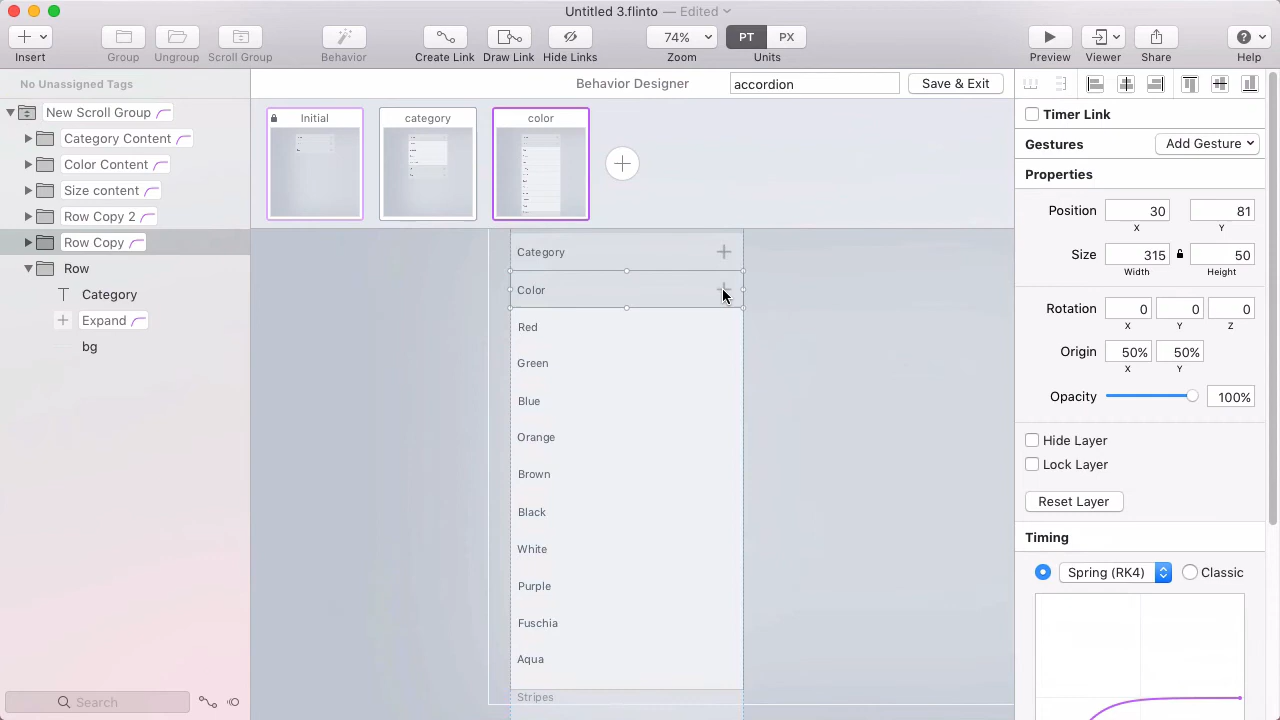 Untitled 3.flinto — Edited
Insert Group Ungroup Scroll Group Behavior Create Link Draw Link Hide Links 74% Zoom PT PX Units Preview Viewer Share Help
No Unassigned Tags
Behavior Designer accordion Save & Exit
New Scroll Group
Category Content
Color Content
Size content
Row Copy 2
Row Copy
Row
Category
Expand
bg
Search
Initial category color
Category
Color
Red
Green
Blue
Orange
Brown
Black
White
Purple
Fuschia
Aqua
Stripes
Timer Link
Gestures Add Gesture
Properties
Position 30 81
X Y
Size 315 50
Width Height
Rotation 0 0 0
X Y Z
Origin 50% 50%
X Y
Opacity 100%
Hide Layer
Lock Layer
Reset Layer
Timing
Spring (RK4) Classic